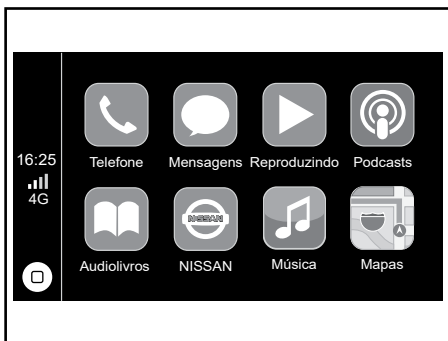 16:25
4G
Telefone
Mensagens
Reproduzindo
Podcasts
Audiolivros
NISSAN
NISSAN
Música
Mapas